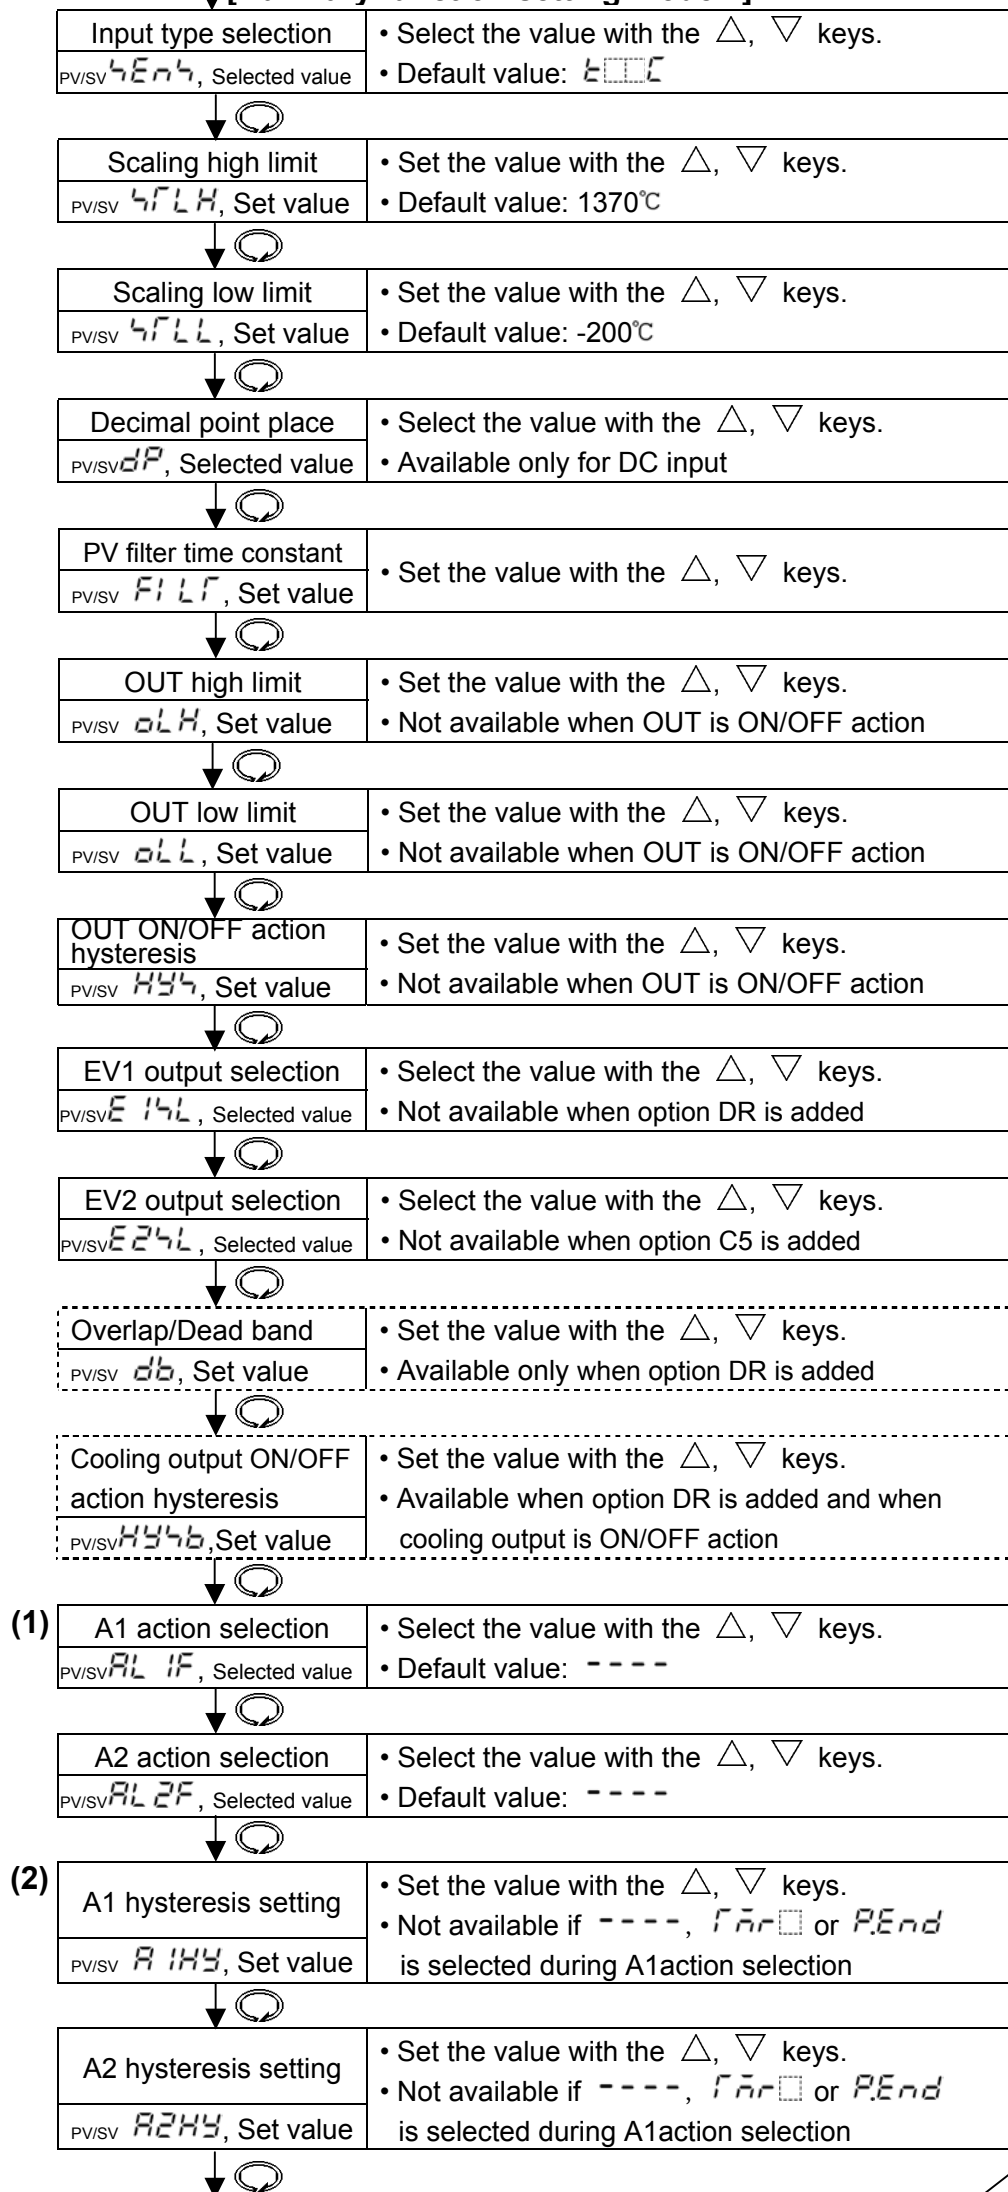 Input type selection
• Select the value with the △, ▽ keys.
PV/SV 5En5, Selected value
• Default value: E□□C
Scaling high limit
• Set the value with the △, ▽ keys.
PV/SV 5TLH, Set value
• Default value: 1370℃
Scaling low limit
• Set the value with the △, ▽ keys.
PV/SV 5TLL, Set value
• Default value: -200℃
Decimal point place
• Select the value with the △, ▽ keys.
PV/SV dP, Selected value
• Available only for DC input
PV filter time constant
• Set the value with the △, ▽ keys.
PV/SV FILT, Set value
OUT high limit
• Set the value with the △, ▽ keys.
PV/SV oLH, Set value
• Not available when OUT is ON/OFF action
OUT low limit
• Set the value with the △, ▽ keys.
PV/SV oLL, Set value
• Not available when OUT is ON/OFF action
OUT ON/OFF action
hysteresis
• Set the value with the △, ▽ keys.
PV/SV HY5, Set value
• Not available when OUT is ON/OFF action
EV1 output selection
• Select the value with the △, ▽ keys.
PV/SV E15L, Selected value
• Not available when option DR is added
EV2 output selection
• Select the value with the △, ▽ keys.
PV/SV E25L, Selected value
• Not available when option C5 is added
Overlap/Dead band
• Set the value with the △, ▽ keys.
PV/SV db, Set value
• Available only when option DR is added
Cooling output ON/OFF
action hysteresis
• Set the value with the △, ▽ keys.
• Available when option DR is added and when
cooling output is ON/OFF action
PV/SV HY5b,Set value
(1)
A1 action selection
• Select the value with the △, ▽ keys.
PV/SV AL1F, Selected value
• Default value: ----
A2 action selection
• Select the value with the △, ▽ keys.
PV/SV AL2F, Selected value
• Default value: ----
(2)
A1 hysteresis setting
• Set the value with the △, ▽ keys.
• Not available if ----, Tmr□ or P.End
is selected during A1action selection
PV/SV A1HY, Set value
A2 hysteresis setting
• Set the value with the △, ▽ keys.
• Not available if ----, Tmr□ or P.End
is selected during A1action selection
PV/SV A2HY, Set value